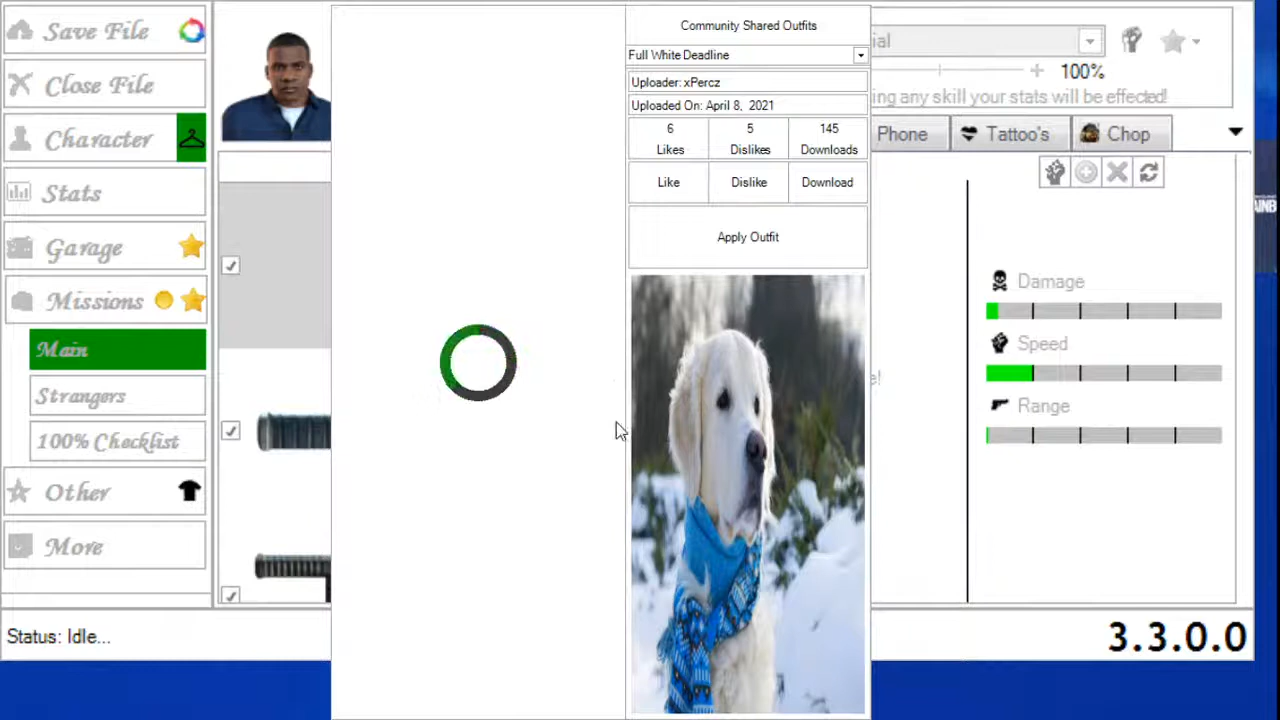 Save File
Close File
Character
Stats
Garage
Missions
Main
Strangers
100% Checklist
Other
More
Status: Idle...
Community Shared Outfits
Full White Deadline
Uploader: xPercz
Uploaded On: April 8, 2021
6 5 145
Likes Dislikes Downloads
Like Dislike Download
Apply Outfit
ial
100%
ing any skill your stats will be effected!
Phone Tattoo's Chop
Damage
Speed
Range
3.3.0.0